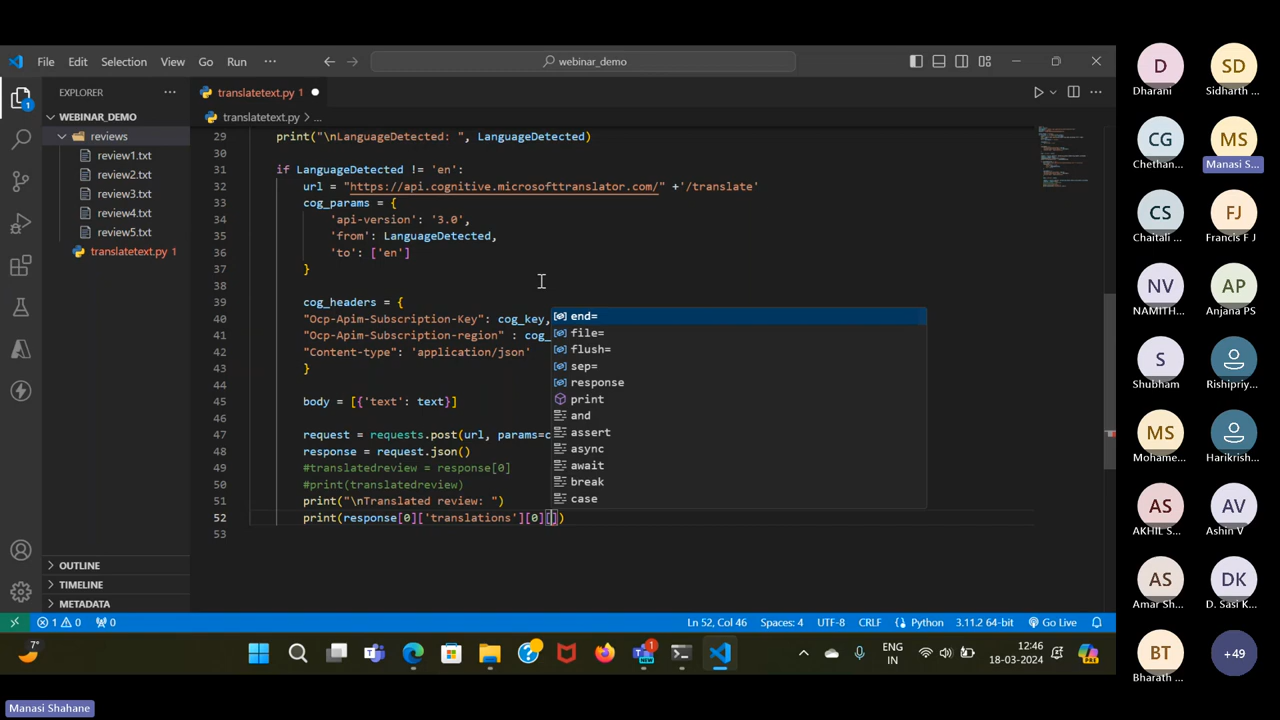 File Edit Selection View Run ...
webinar_demo
EXPLORER ...
translatetext.py 1
WEBINAR_DEMO
translatetext.py > ...
reviews
review1.txt
review2.txt
review3.txt
review4.txt
review5.txt
translatetext.py 1
29 print("\nLanguageDetected: ", LanguageDetected)
30
31 if LanguageDetected != 'en':
32 url = "https://api.cognitive.microsofttranslator.com/" +'/translate'
33 cog_params = {
34 'api-version': '3.0',
35 'from': LanguageDetected,
36 'to': ['en']
37 }
38
39 cog_headers = {
40 "Ocp-Apim-Subscription-Key": cog_key,
41 "Ocp-Apim-Subscription-region" : cog_
42 "Content-type": 'application/json'
43 }
44
45 body = [{'text': text}]
46
47 request = requests.post(url, params=c
48 response = request.json()
49 #translatedreview = response[0]
50 #print(translatedreview)
51 print("\nTranslated review: ")
52 print(response[0]['translations'][0][])
53
end=
file=
flush=
sep=
response
print
and
assert
async
await
break
case
OUTLINE
TIMELINE
METADATA
1
1 0 0 Ln 52, Col 46 Spaces: 4 UTF-8 CRLF Python 3.11.2 64-bit Go Live
7°
1
NEW
ENG
IN
12:46
18-03-2024
PRE
D
Dharani
SD
Sidharth ...
CG
Chethan...
MS
Manasi S...
CS
Chaitali ...
FJ
Francis F J
NV
NAMITH...
AP
Anjana PS
S
Shubham
Rishipriy...
MS
Mohame...
Harikrish...
AS
AKHIL S...
AV
Ashin V
AS
Amar Sh...
DK
D. Sasi K...
BT
Bharath ...
+49
Manasi Shahane